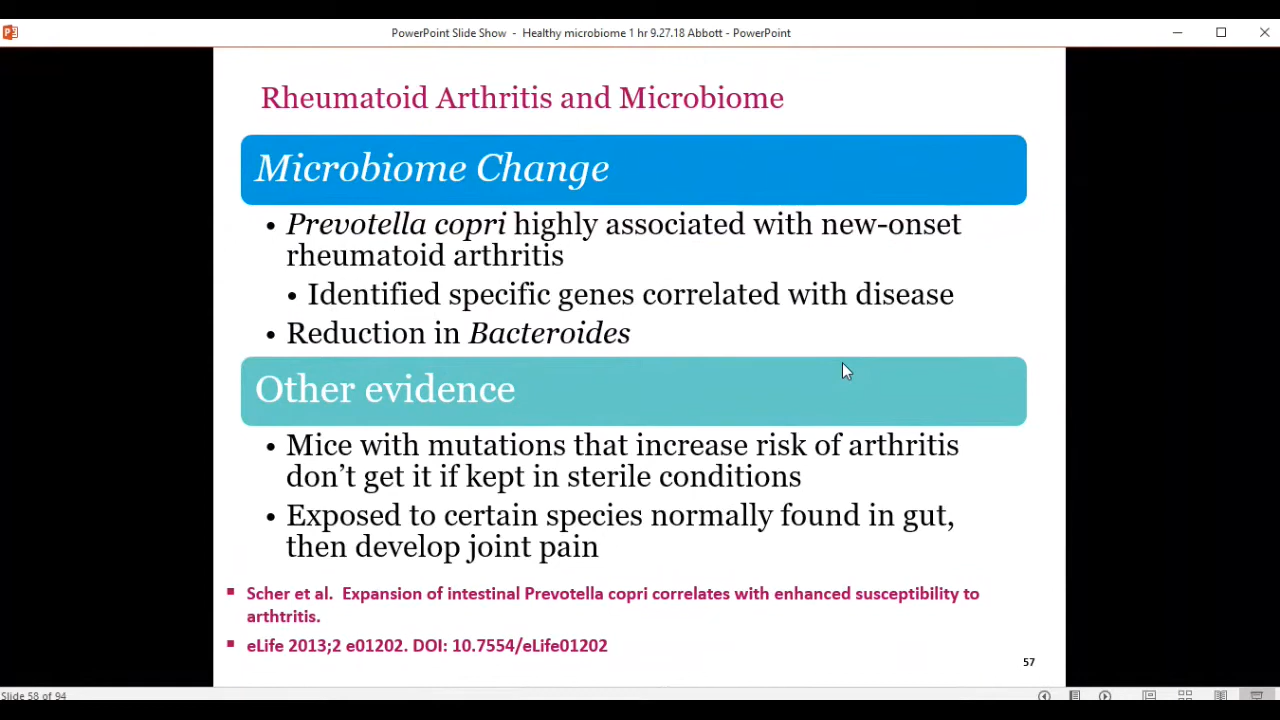 PowerPoint Slide Show - Healthy microbiome 1 hr 9.27.18 Abbott - PowerPoint
Rheumatoid Arthritis and Microbiome
Microbiome Change
• Prevotella copri highly associated with new-onset
rheumatoid arthritis
• Identified specific genes correlated with disease
• Reduction in Bacteroides
Other evidence
• Mice with mutations that increase risk of arthritis
don't get it if kept in sterile conditions
• Exposed to certain species normally found in gut,
then develop joint pain
▪ Scher et al. Expansion of intestinal Prevotella copri correlates with enhanced susceptibility to
arthtritis.
▪ eLife 2013;2 e01202. DOI: 10.7554/eLife01202
57
Slide 58 of 94